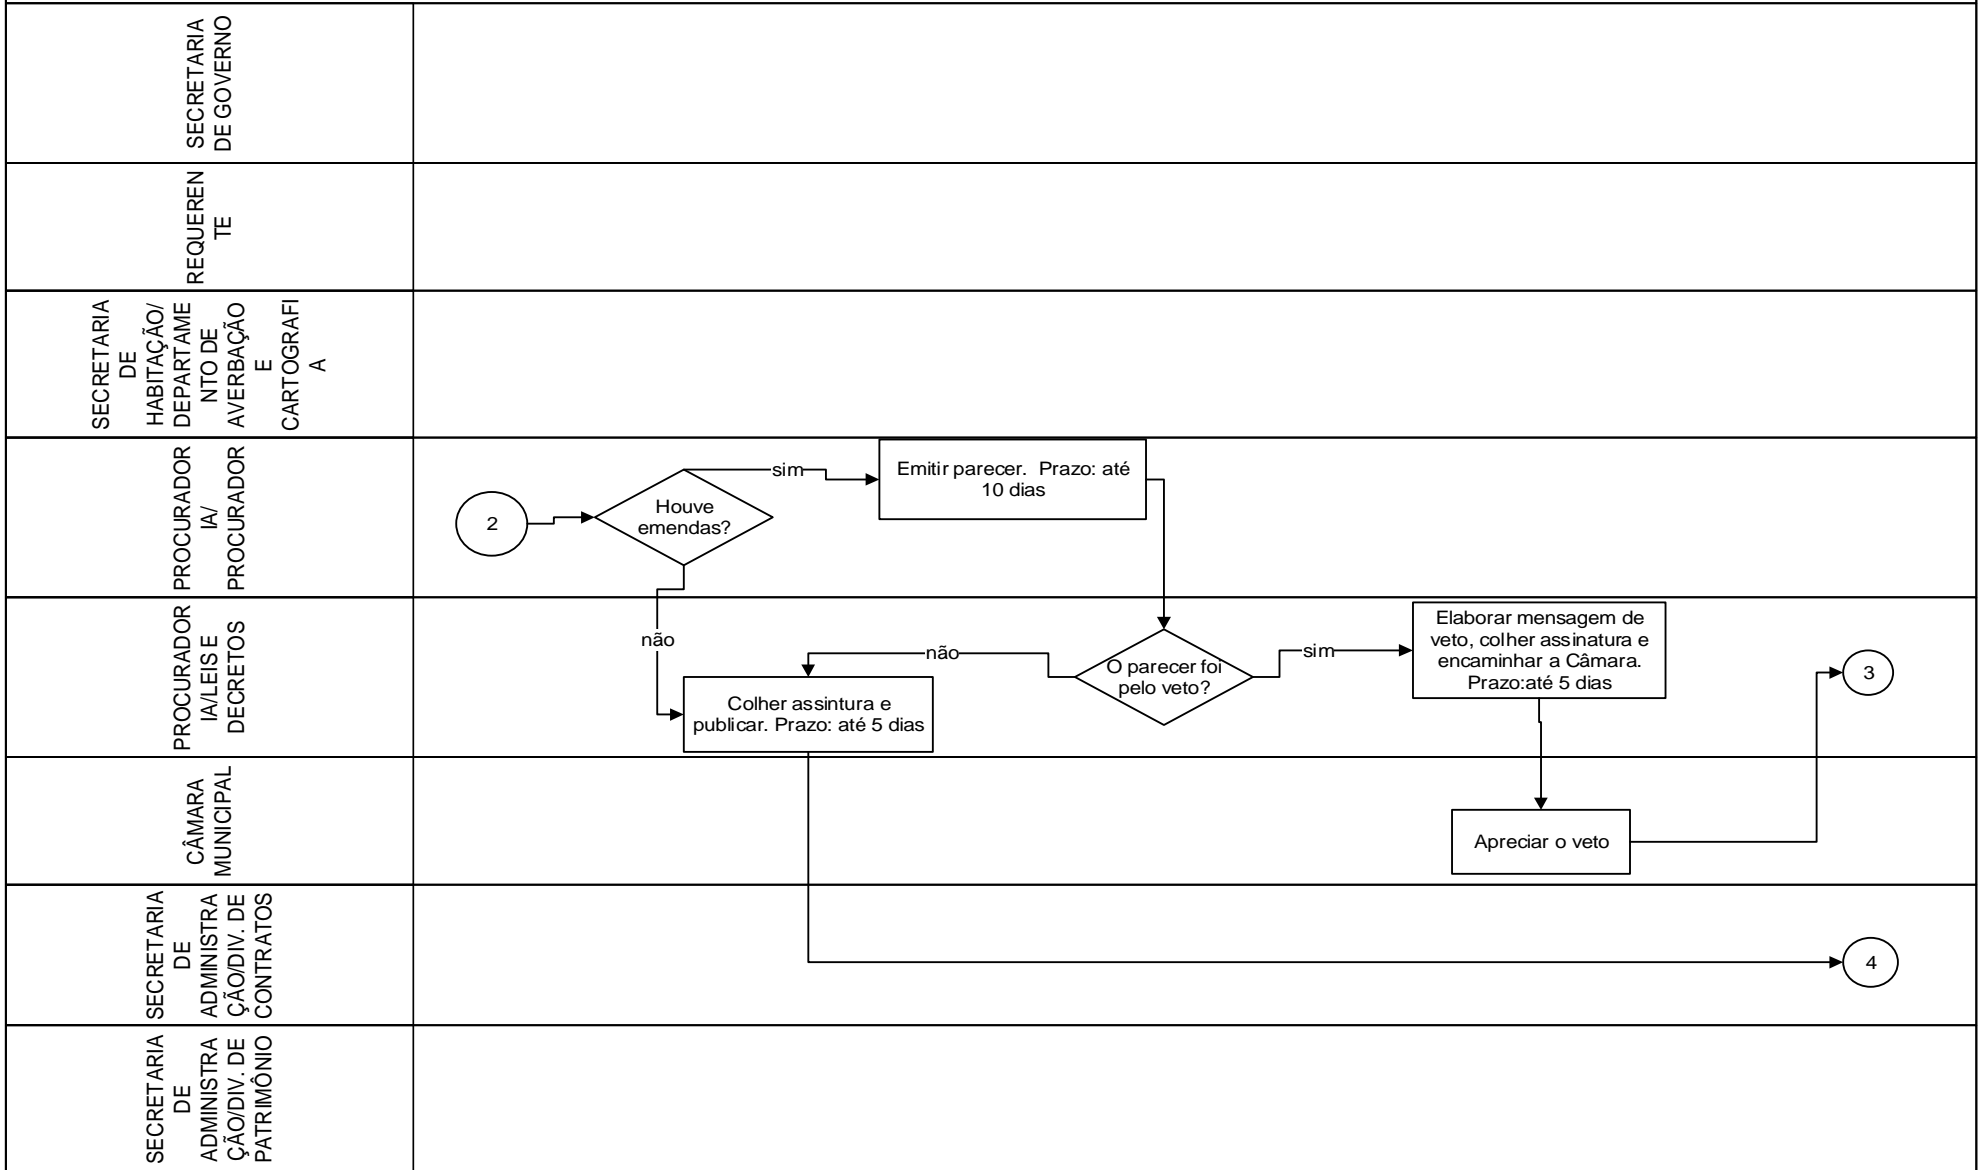 SECRETARIA
DE GOVERNO
REQUEREN
TE
SECRETARIA
DE
HABITAÇÃO/
DEPARTAME
NTO DE
AVERBAÇÃO
E
CARTOGRAFI
A
PROCURADOR
IA/
PROCURADOR
2
Houve
emendas?
sim
Emitir parecer.  Prazo: até
10 dias
PROCURADOR
IA/LEIS E
DECRETOS
não
Colher assintura e
publicar. Prazo: até 5 dias
não
O parecer foi
pelo veto?
sim
Elaborar mensagem de
veto, colher assinatura e
encaminhar a Câmara.
Prazo:até 5 dias
3
CÂMARA
MUNICIPAL
Apreciar o veto
SECRETARIA
DE
ADMINISTRA
ÇÃO/DIV. DE
CONTRATOS
4
SECRETARIA
DE
ADMINISTRA
ÇÃO/DIV. DE
PATRIMÔNIO